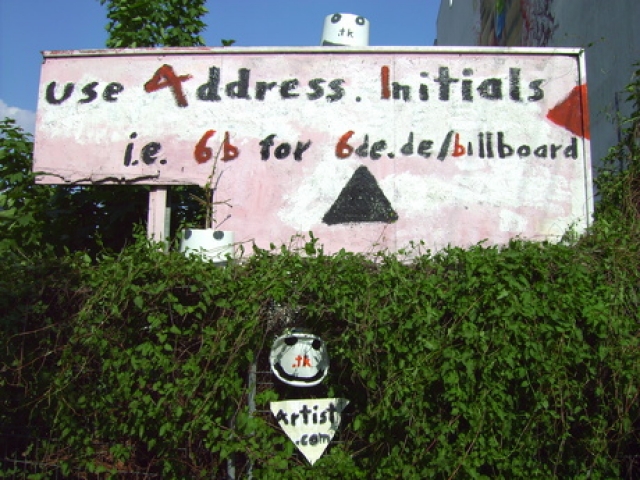 .tk
use 4ddress. Initials
i.e. 6b for 6de.de/billboard
.tk
Artist
.com